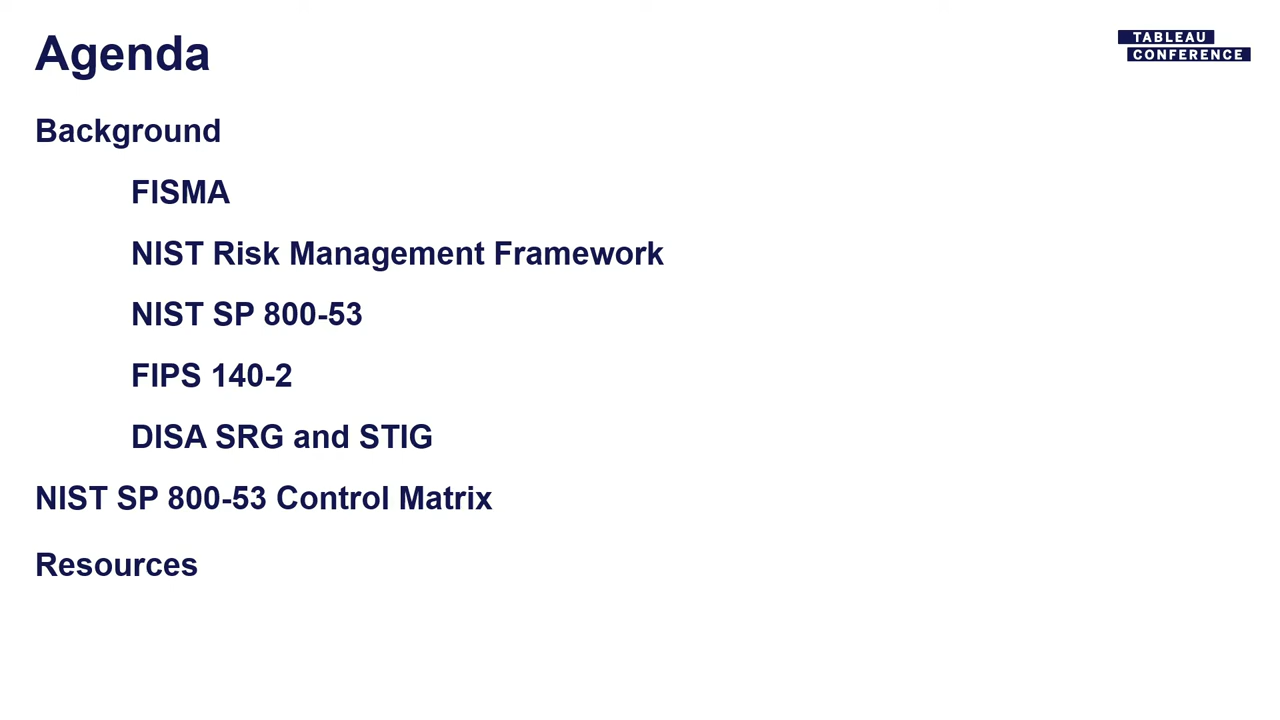 Agenda
TABLEAU
CONFERENCE
Background
FISMA
NIST Risk Management Framework
NIST SP 800-53
FIPS 140-2
DISA SRG and STIG
NIST SP 800-53 Control Matrix
Resources